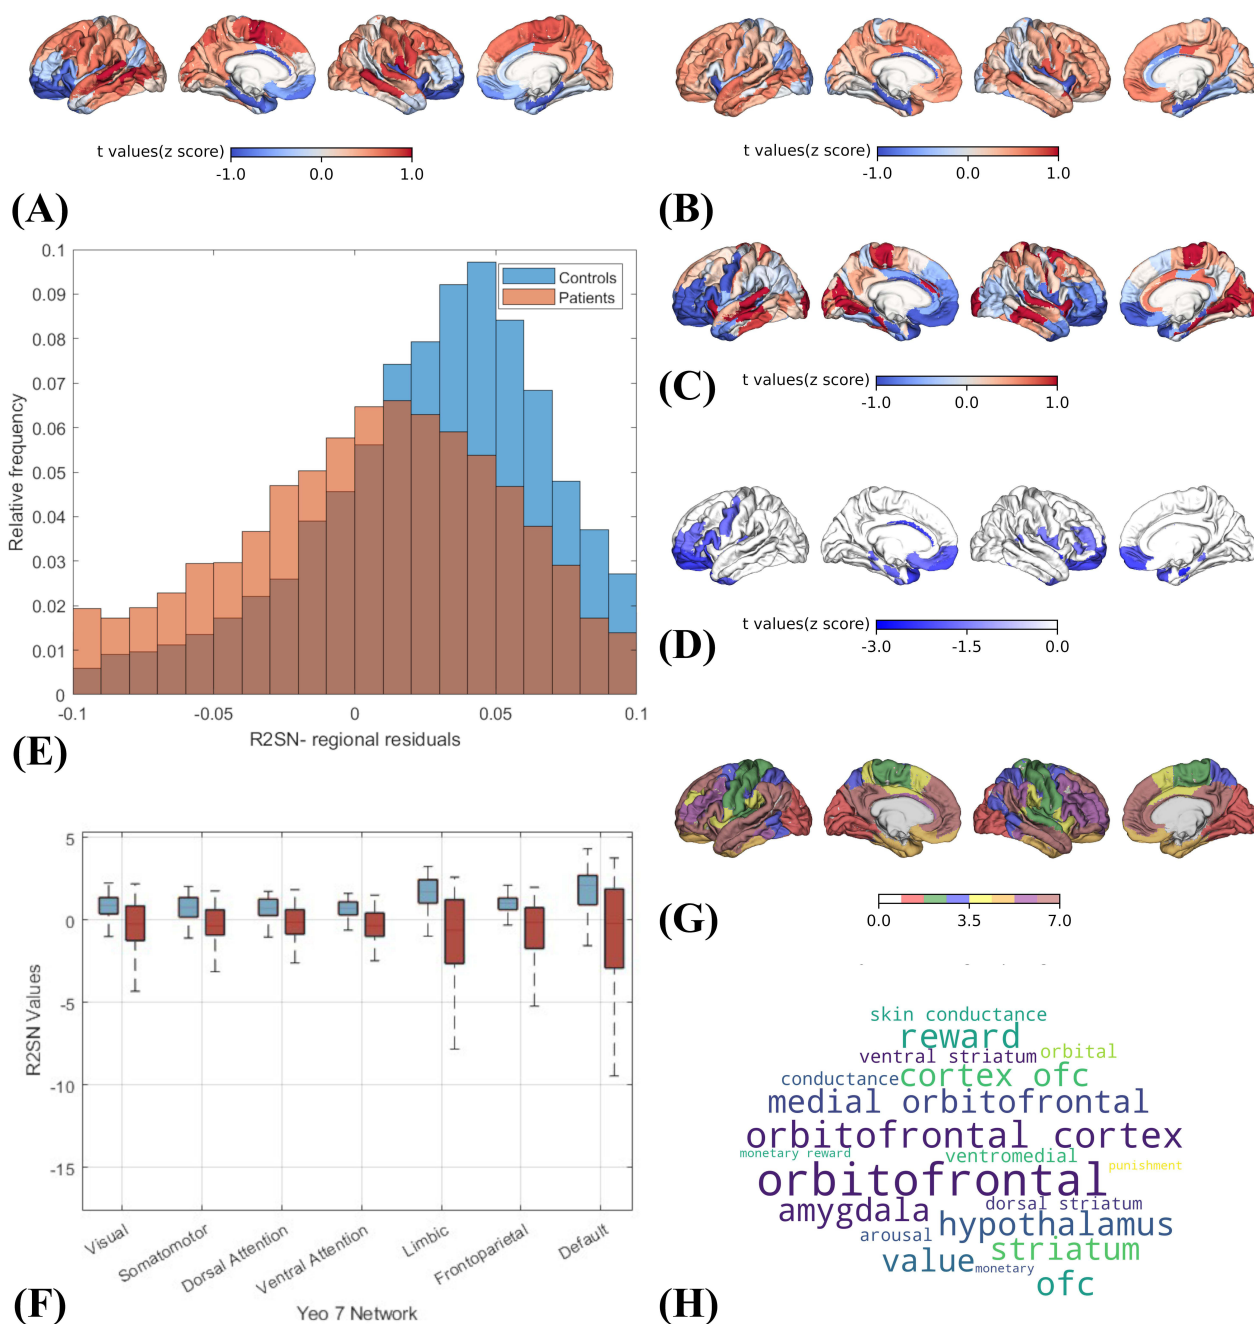 t values(z score)
-1.0 0.0 1.0
(A)
t values(z score)
-1.0 0.0 1.0
(B)
0.1
0.09
0.08
0.07
0.06
0.05
0.04
0.03
0.02
0.01
0
Relative frequency
Controls
Patients
-0.1 -0.05 0 0.05 0.1
R2SN- regional residuals
(E)
t values(z score)
-1.0 0.0 1.0
(C)
t values(z score)
-3.0 -1.5 0.0
(D)
5
0
-5
-10
-15
R2SN Values
Visual
Somatomotor
Dorsal Attention
Ventral Attention
Limbic
Frontoparietal
Default
Yeo 7 Network
(F)
0.0 3.5 7.0
(G)
skin conductance
reward
ventral striatum orbital
conductance cortex ofc
medial orbitofrontal
orbitofrontal cortex
monetary reward ventromedial
punishment
orbitofrontal
dorsal striatum
amygdala
hypothalamus
arousal
striatum
value monetary
ofc
(H)